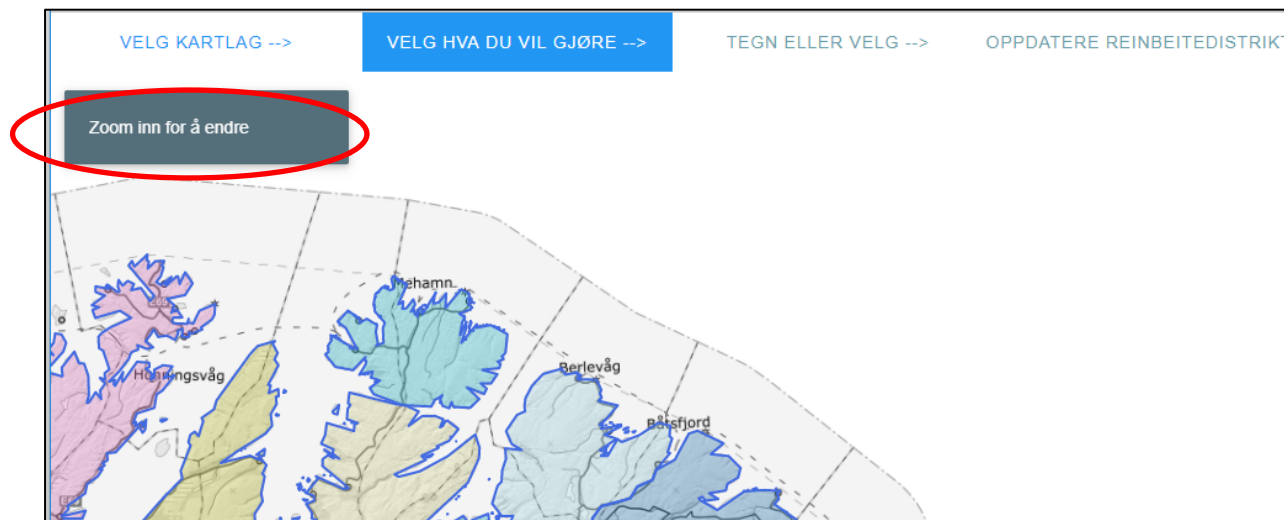 VELG KARTLAG -->
VELG HVA DU VIL GJØRE -->
TEGN ELLER VELG -->
OPPDATERE REINBEITEDISTRIKT
Zoom inn for å endre
Mehamn
E69
Honningsvåg
Berlevåg
Båtsfjord